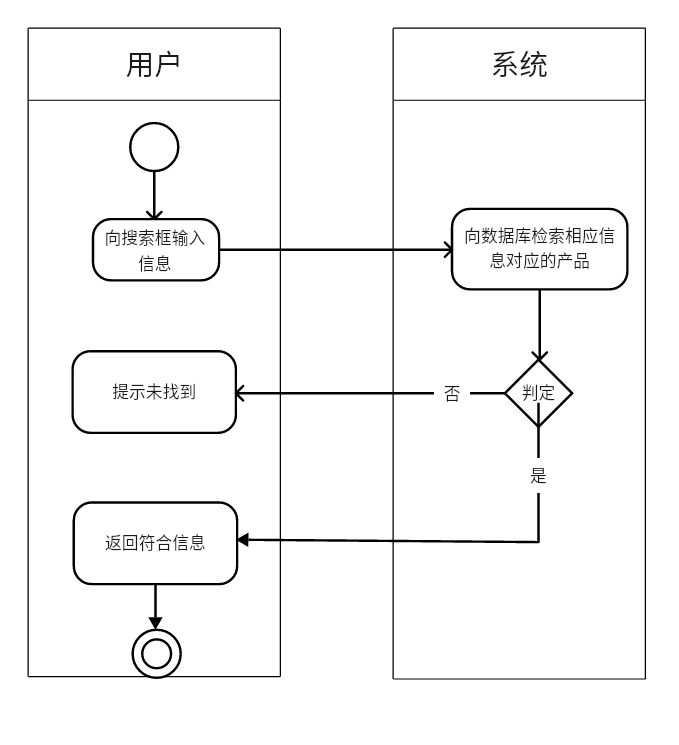 用户
系统
向搜索框输入
信息
向数据库检索相应信
息对应的产品
提示未找到
否
判定
是
返回符合信息